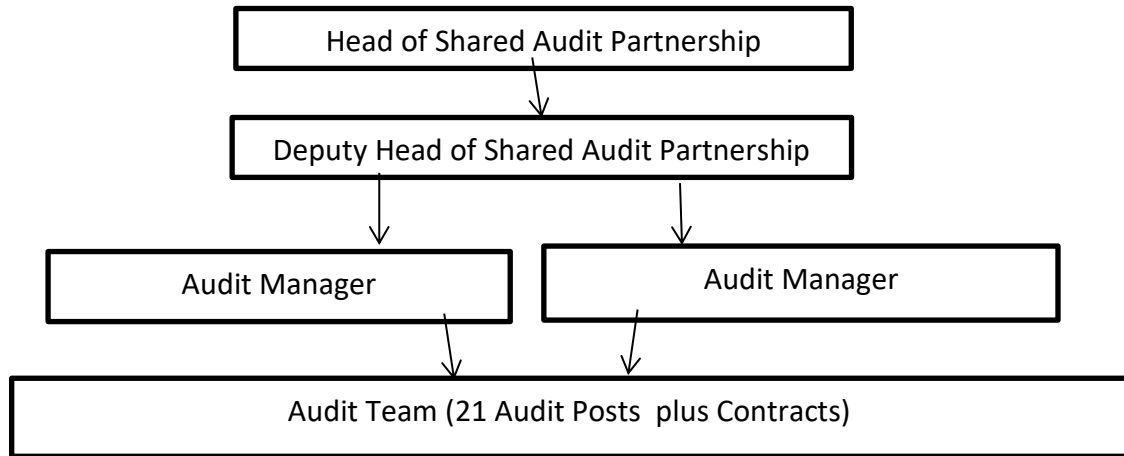 Head of Shared Audit Partnership
Deputy Head of Shared Audit Partnership
Audit Manager
Audit Manager
Audit Team (21 Audit Posts  plus Contracts)